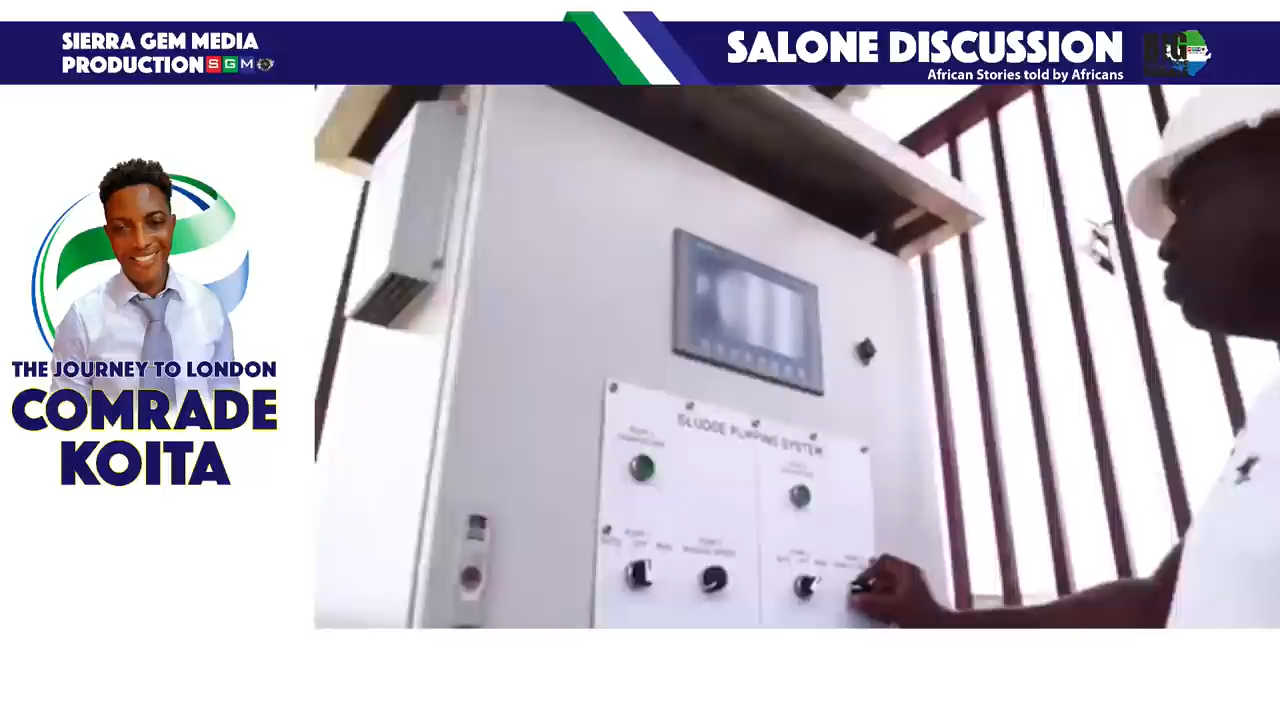 SIERRA GEM MEDIA
PRODUCTION SGM
SALONE DISCUSSION
African Stories told by Africans
THE JOURNEY TO LONDON
COMRADE
KOITA
SLUDGE PUMPING SYSTEM